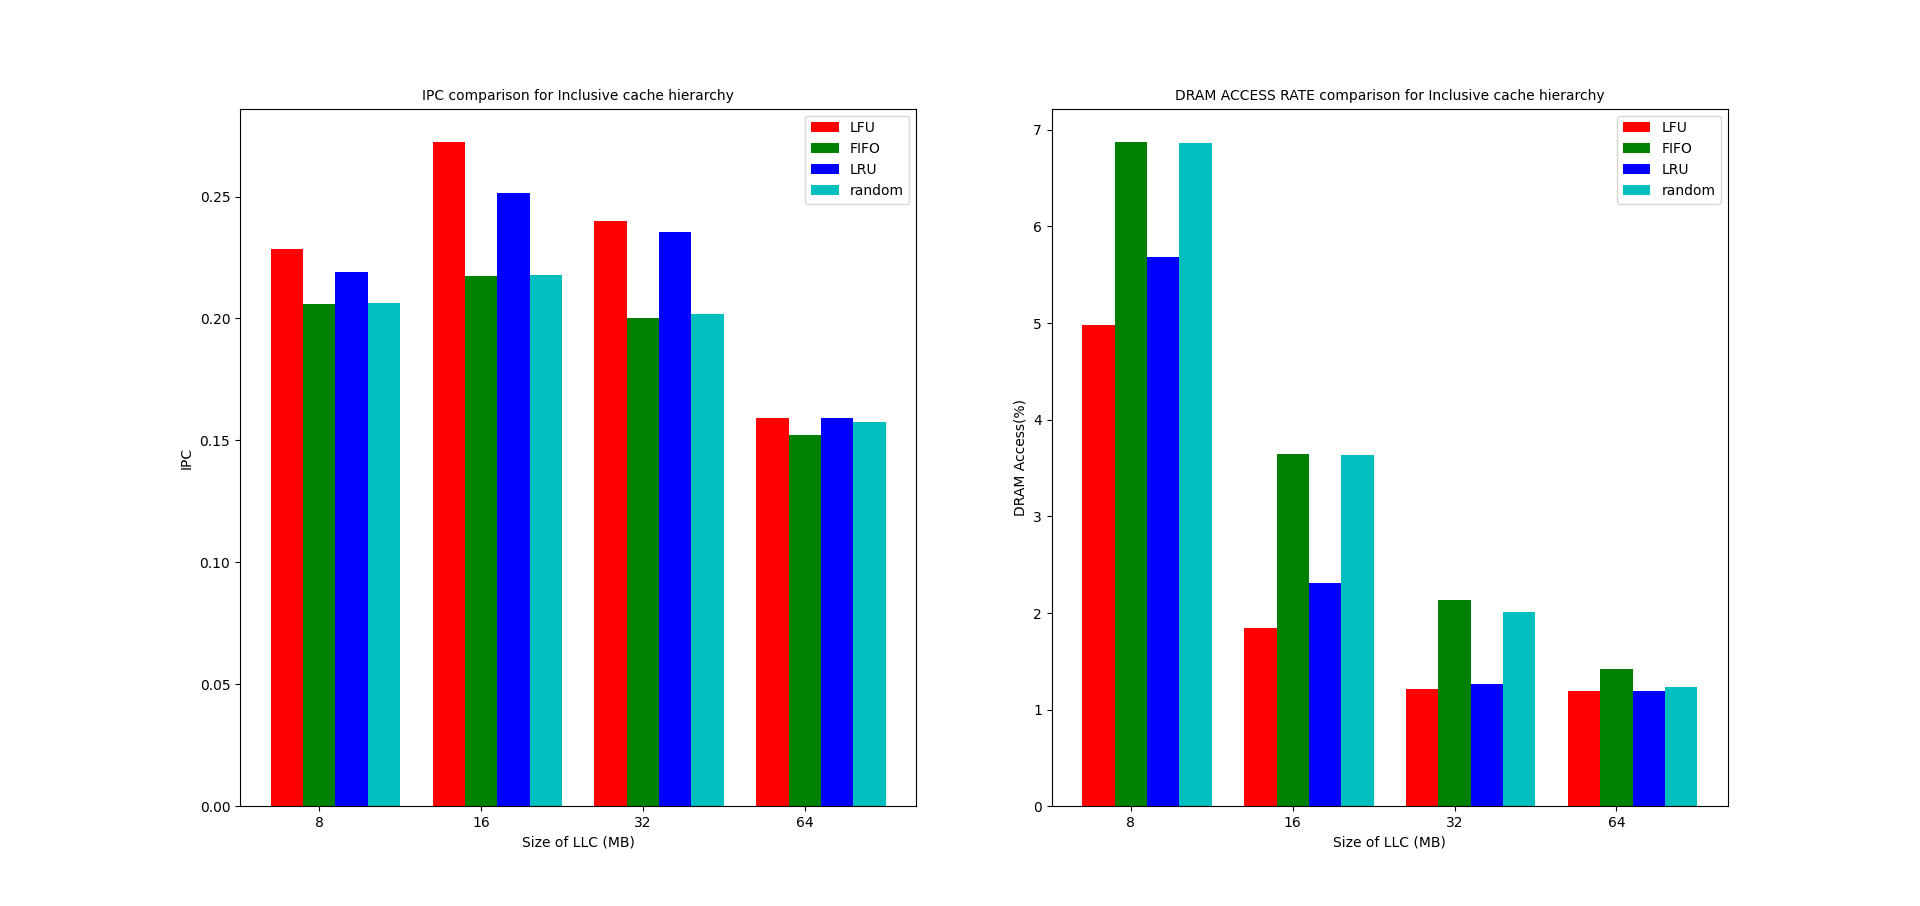 IPC comparison for Inclusive cache hierarchy
LFU
FIFO
LRU
random
0.25
0.20
0.15
0.10
0.05
0.00
IPC
8 16 32 64
Size of LLC (MB)
DRAM ACCESS RATE comparison for Inclusive cache hierarchy
LFU
FIFO
LRU
random
7
6
5
4
3
2
1
0
DRAM Access(%)
8 16 32 64
Size of LLC (MB)